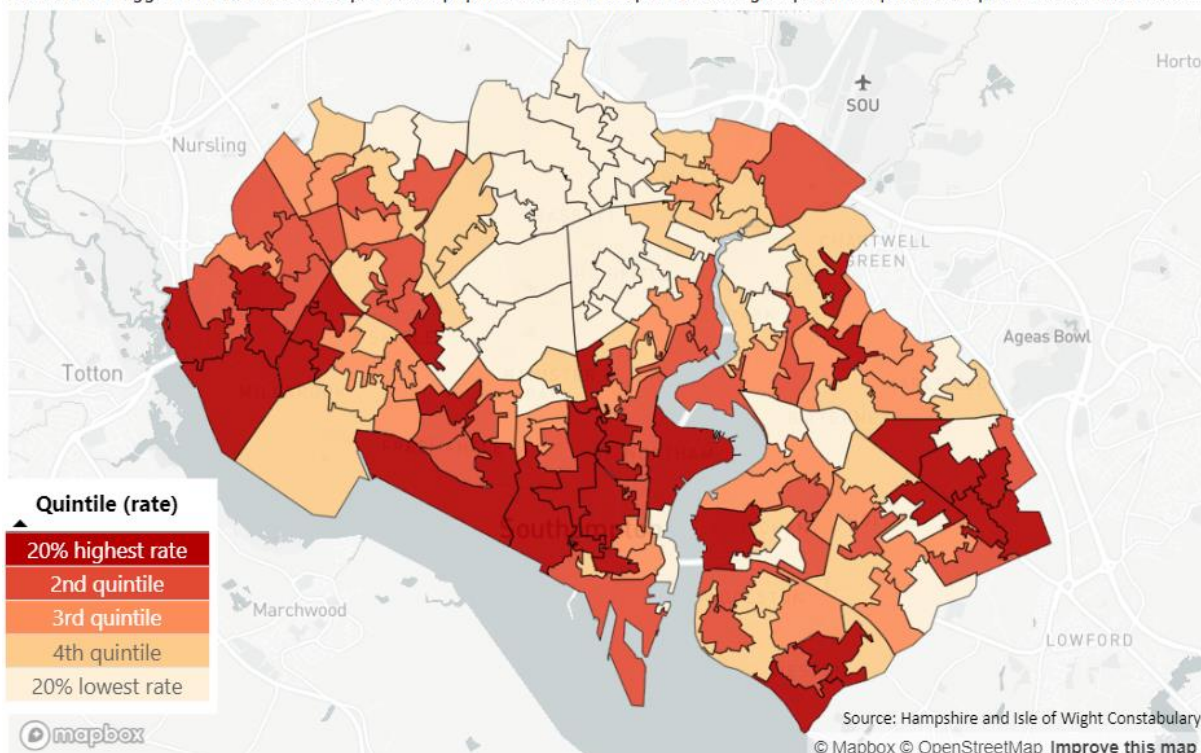 Horto
SOU
Nursling
GREEN
Ageas Bowl
Totton
Southampton
Quintile (rate)
20% highest rate
2nd quintile
3rd quintile
4th quintile
20% lowest rate
Marchwood
LOWFORD
mapbox
Source: Hampshire and Isle of Wight Constabulary
© Mapbox © OpenStreetMap Improve this map